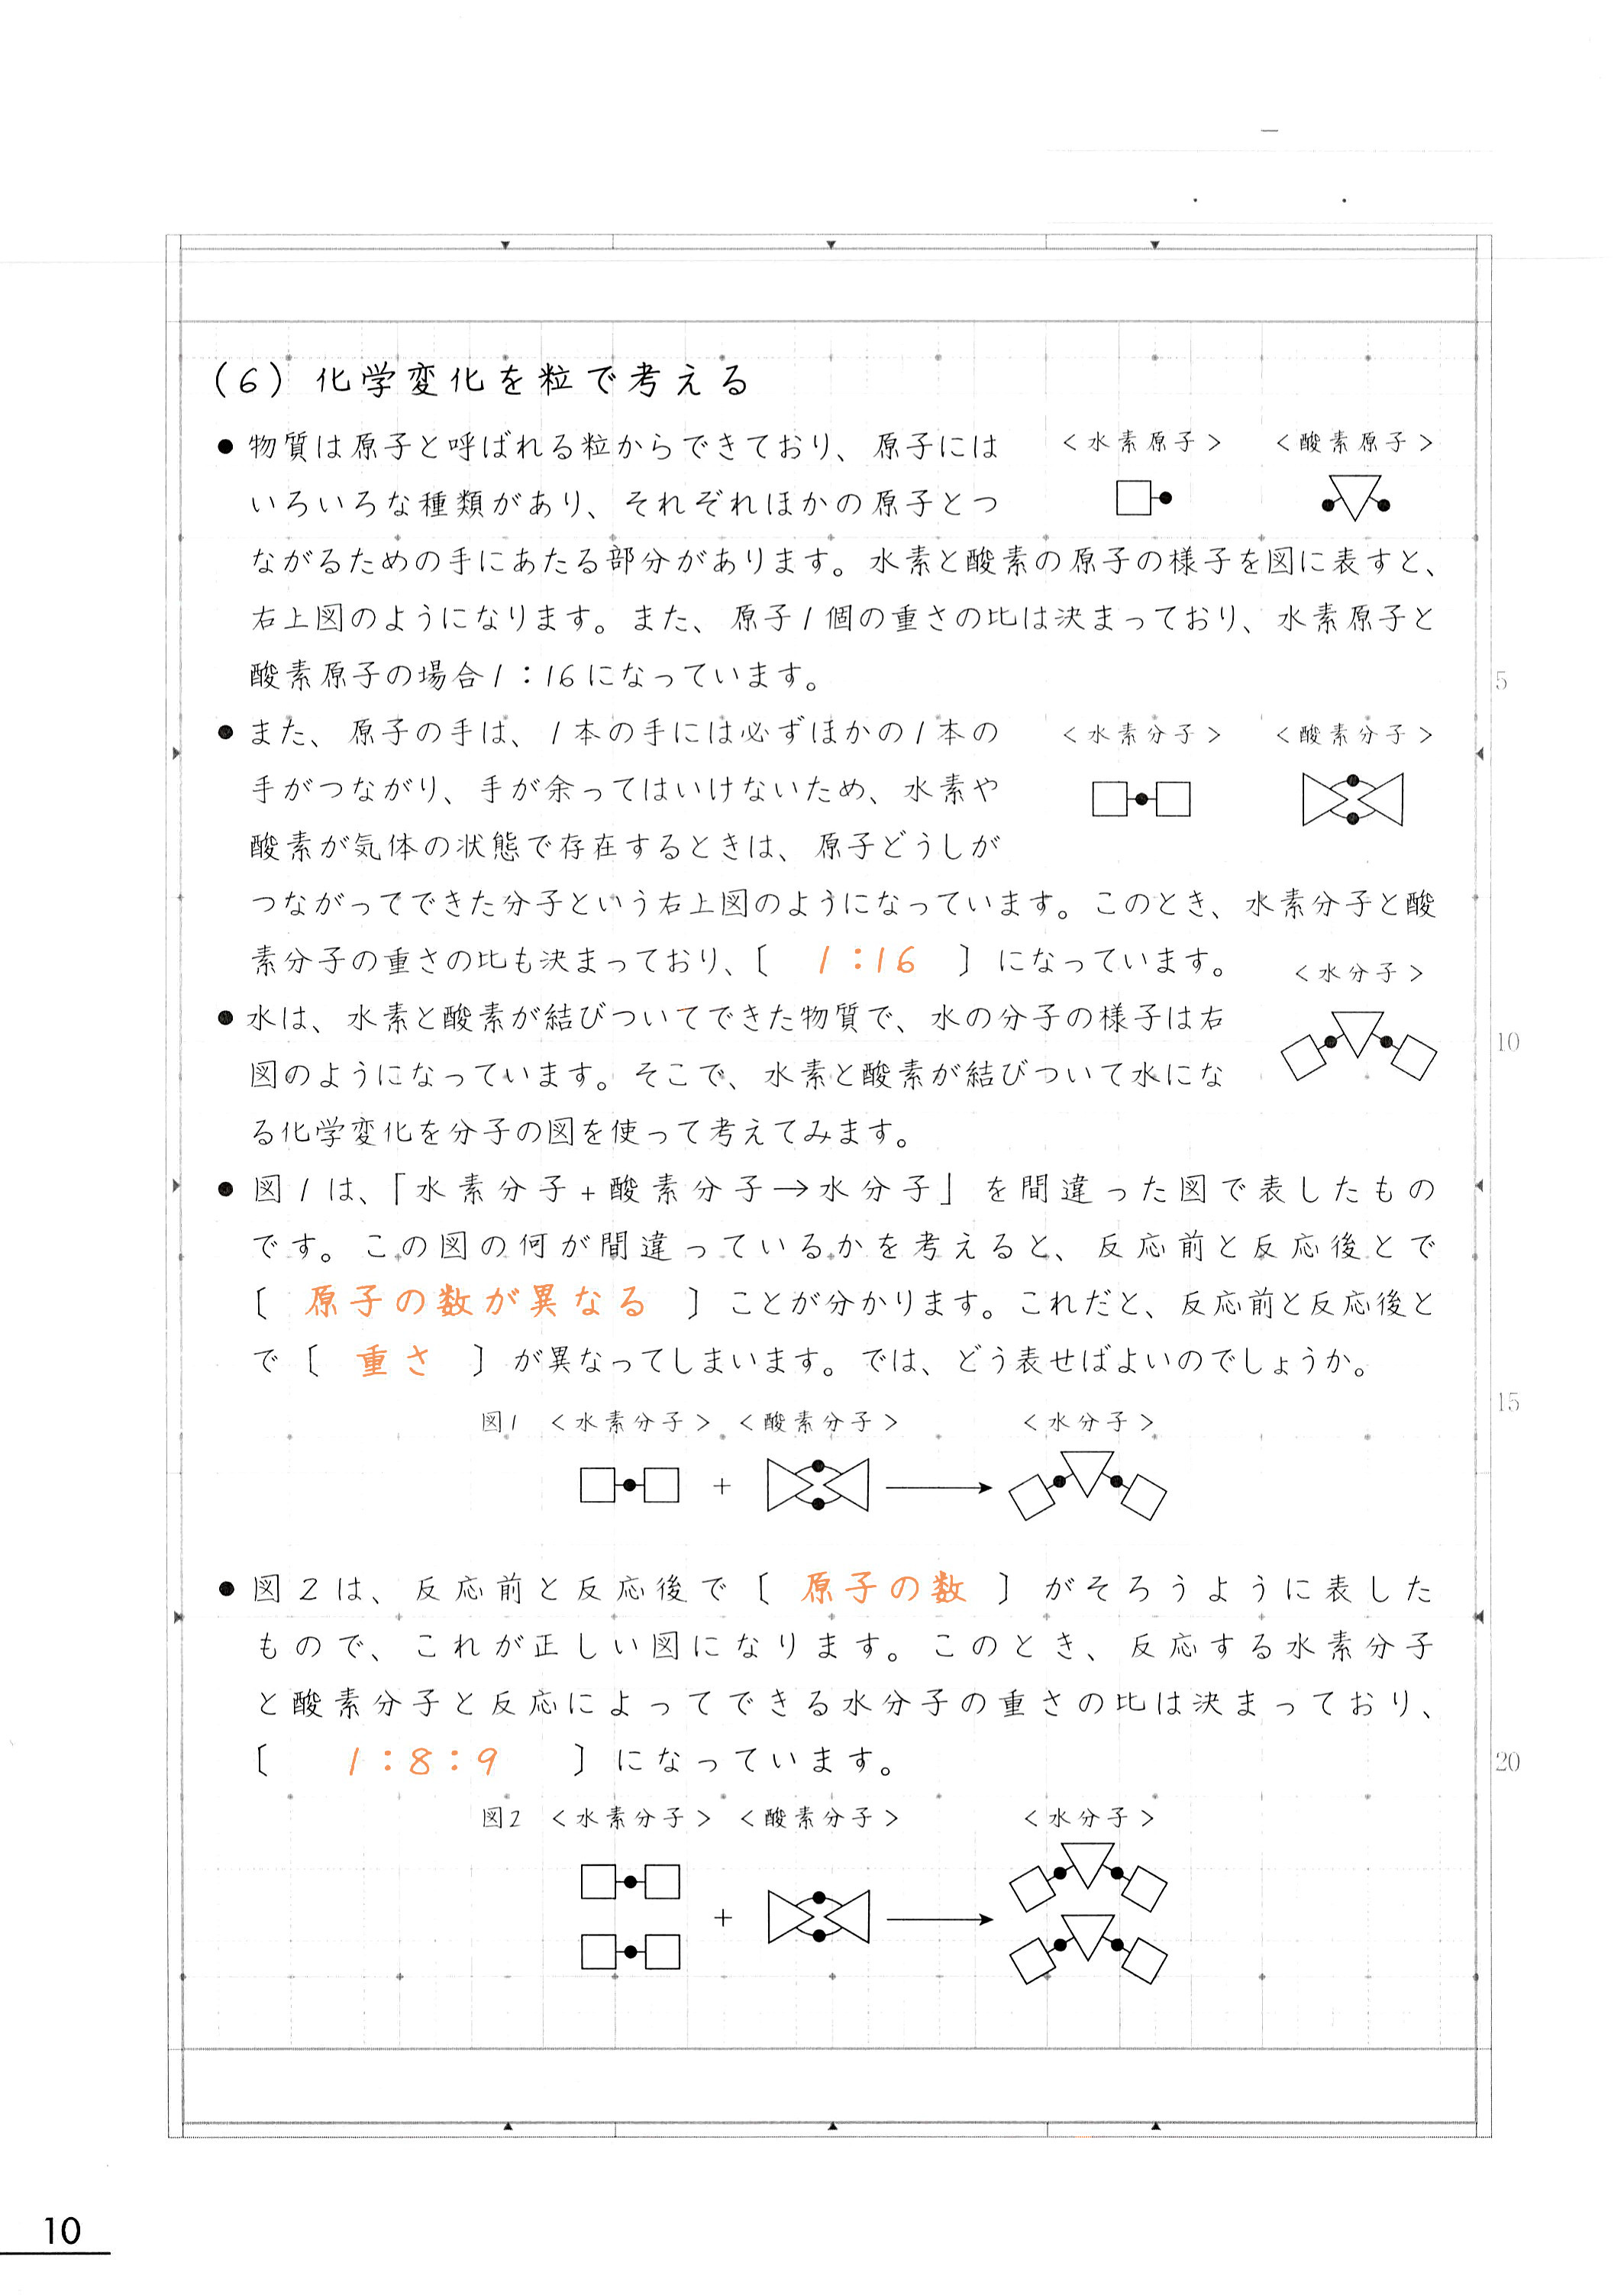 (6) 化学変化を粒で考える
●物質は原子と呼ばれる粒からできており、原子には
いろいろな種類があり、それぞれほかの原子とつ
＜水素原子＞ ＜酸素原子＞
ながるための手にあたる部分があります。水素と酸素の原子の様子を図に表すと、
右上図のようになります。また、原子1個の重さの比は決まっており、水素原子と
酸素原子の場合1：16になっています。
5
●また、原子の手は、1本の手には必ずほかの1本の
手がつながり、手が余ってはいけないため、水素や
酸素が気体の状態で存在するときは、原子どうしが
＜水素分子＞ ＜酸素分子＞
つながってできた分子という右上図のようになっています。このとき、水素分子と酸
素分子の重さの比も決まっており、〔 1：16 〕になっています。
●水は、水素と酸素が結びついてできた物質で、水の分子の様子は右
図のようになっています。そこで、水素と酸素が結びついて水にな
る化学変化を分子の図を使って考えてみます。
＜水分子＞
10
●図1は、「水素分子+酸素分子→水分子」を間違った図で表したもの
です。この図の何が間違っているかを考えると、反応前と反応後とで
〔 原子の数が異なる 〕ことが分かります。これだと、反応前と反応後と
で〔 重さ 〕が異なってしまいます。では、どう表せばよいのでしょうか。
15
図1 ＜水素分子＞ ＜酸素分子＞ ＜水分子＞
+
●図2は、反応前と反応後で〔 原子の数 〕がそろうように表した
もので、これが正しい図になります。このとき、反応する水素分子
と酸素分子と反応によってできる水分子の重さの比は決まっており、
〔 1：8：9 〕になっています。
20
図2 ＜水素分子＞ ＜酸素分子＞ ＜水分子＞
+
10